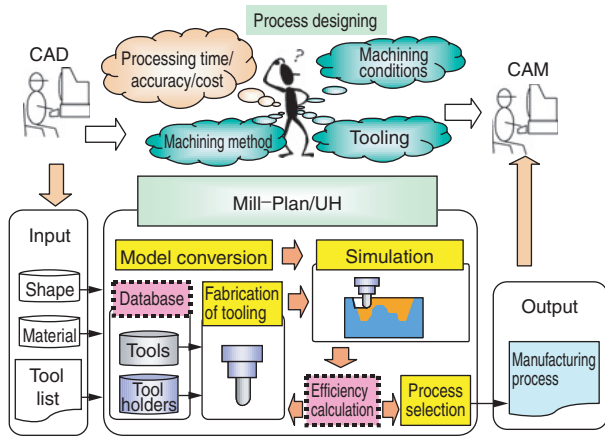 Process designing
CAD
Processing time/
accuracy/cost
?
Machining
conditions
CAM
Machining method
Tooling
Mill-Plan/UH
Input
Shape
Material
Tool
list
Model conversion
Simulation
Database
Fabrication
of tooling
Tools
Tool
holders
Efficiency
calculation
Process
selection
Output
Manufacturing
process